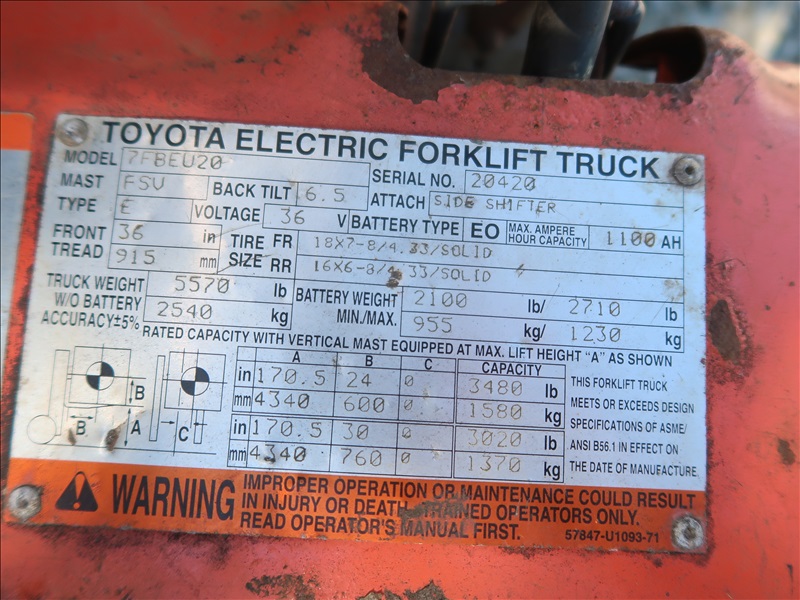 TOYOTA ELECTRIC FORKLIFT TRUCK
MODEL 7FBEU20 SERIAL NO. 20420
MAST FSV BACK TILT 6.5 ATTACH SIDE SHIFTER
TYPE E VOLTAGE 36 V BATTERY TYPE EO MAX. AMPERE HOUR CAPACITY 1100 AH
FRONT TREAD 36 in TIRE SIZE FR 18X7-8/4.33/SOLID
915 mm RR 16X6-8/4.33/SOLID
TRUCK WEIGHT W/O BATTERY ACCURACY±5% 5570 lb BATTERY WEIGHT MIN./MAX. 2100 lb/ 2710 lb
2540 kg 955 kg/ 1230 kg
RATED CAPACITY WITH VERTICAL MAST EQUIPPED AT MAX. LIFT HEIGHT "A" AS SHOWN
A B C CAPACITY
in 170.5 24 0 3480 lb
mm 4340 600 0 1580 kg
in 170.5 30 0 3020 lb
mm 4340 760 0 1370 kg
B
B A C
THIS FORKLIFT TRUCK
MEETS OR EXCEEDS DESIGN
SPECIFICATIONS OF ASME/
ANSI B56.1 IN EFFECT ON
THE DATE OF MANUFACTURE.
WARNING
IMPROPER OPERATION OR MAINTENANCE COULD RESULT
IN INJURY OR DEATH. TRAINED OPERATORS ONLY.
READ OPERATOR'S MANUAL FIRST.
57847-U1093-71